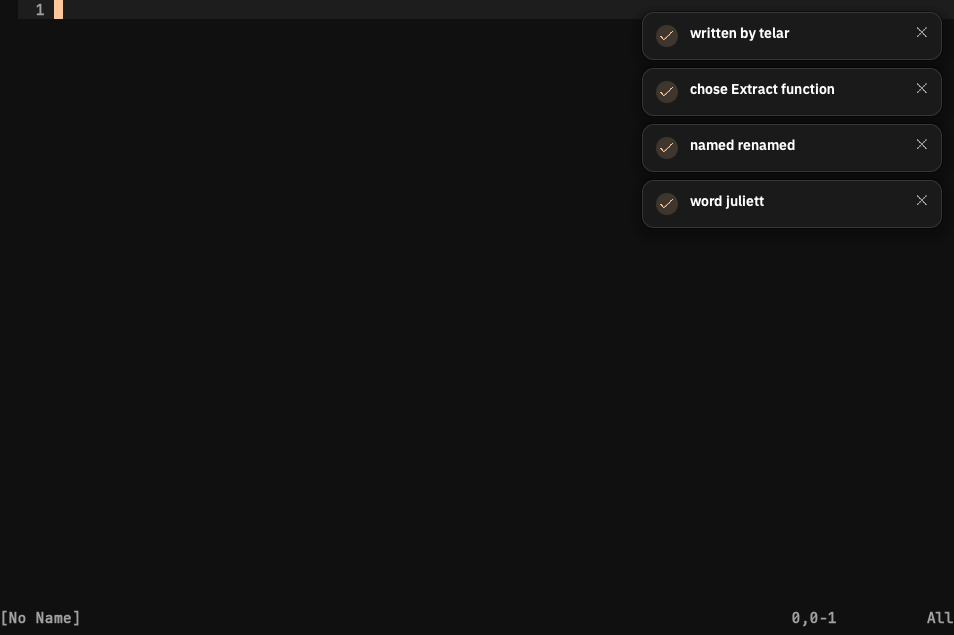 1
written by telar
chose Extract function
named renamed
word juliett
[No Name] 0,0-1 All